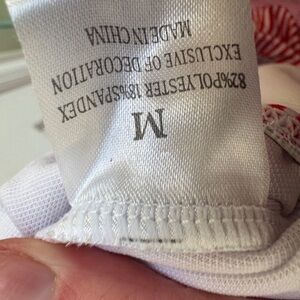 M
82%POLYESTER 18%SPANDEX
EXCLUSIVE OF DECORATION
MADE IN CHINA